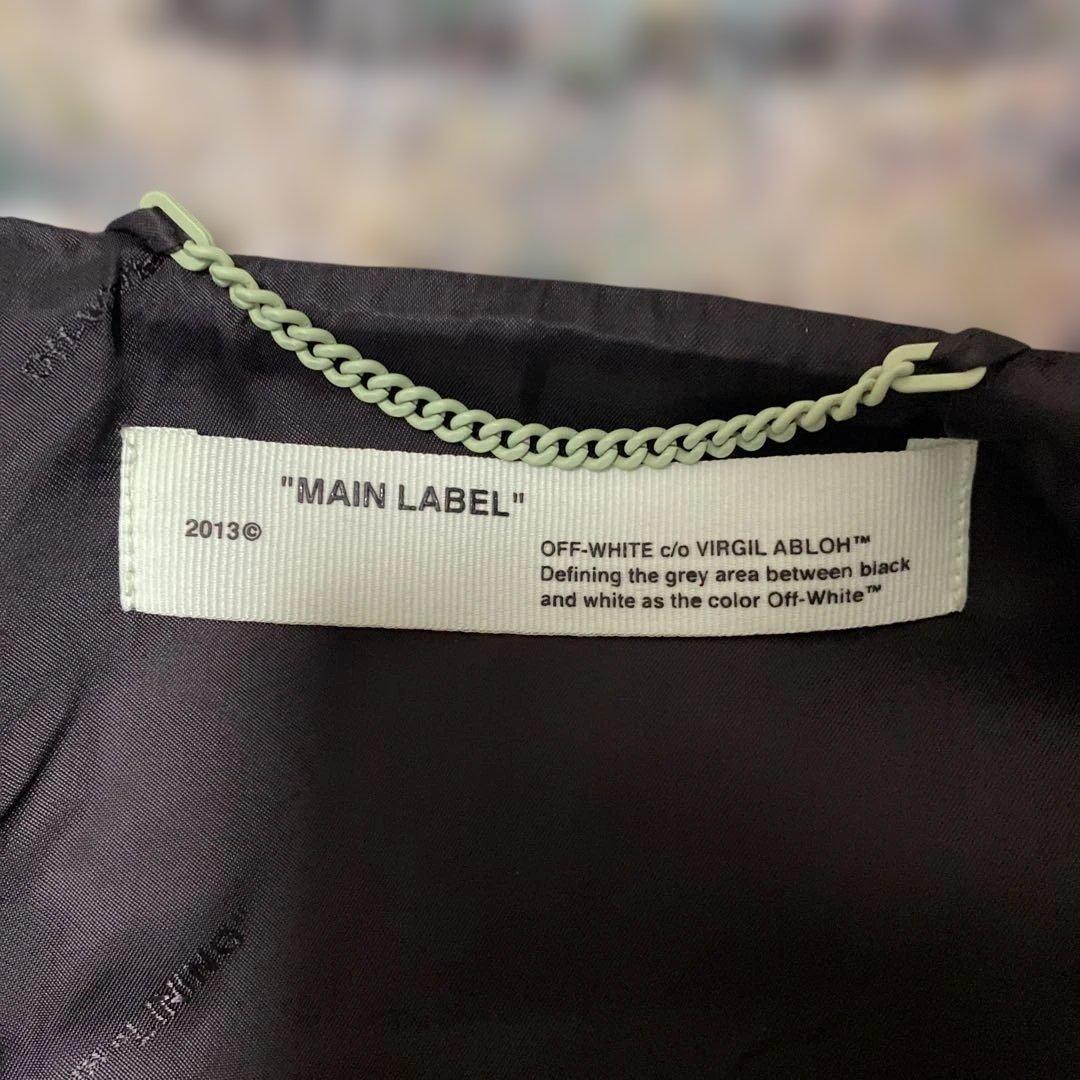 "MAIN LABEL"
2013©
OFF-WHITE c/o VIRGIL ABLOH™
Defining the grey area between black
and white as the color Off-White™
LINING